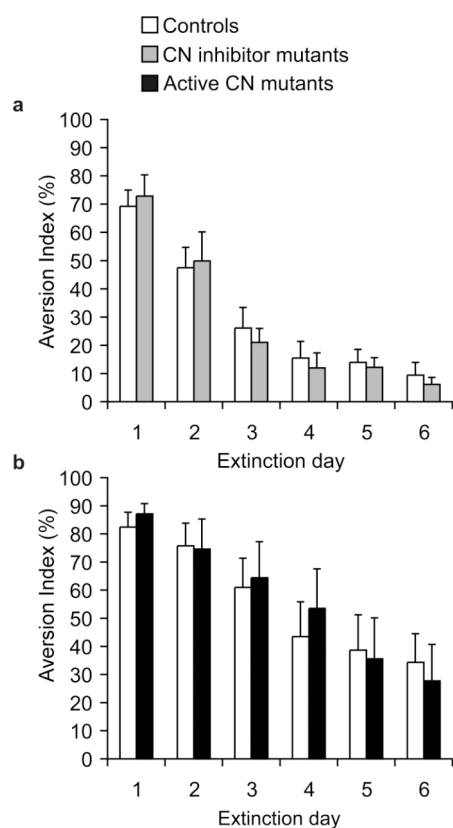 Controls
CN inhibitor mutants
Active CN mutants
a
Aversion Index (%)
100
90
80
70
60
50
40
30
20
10
0
1 2 3 4 5 6
Extinction day
b
Aversion Index (%)
100
90
80
70
60
50
40
30
20
10
0
1 2 3 4 5 6
Extinction day